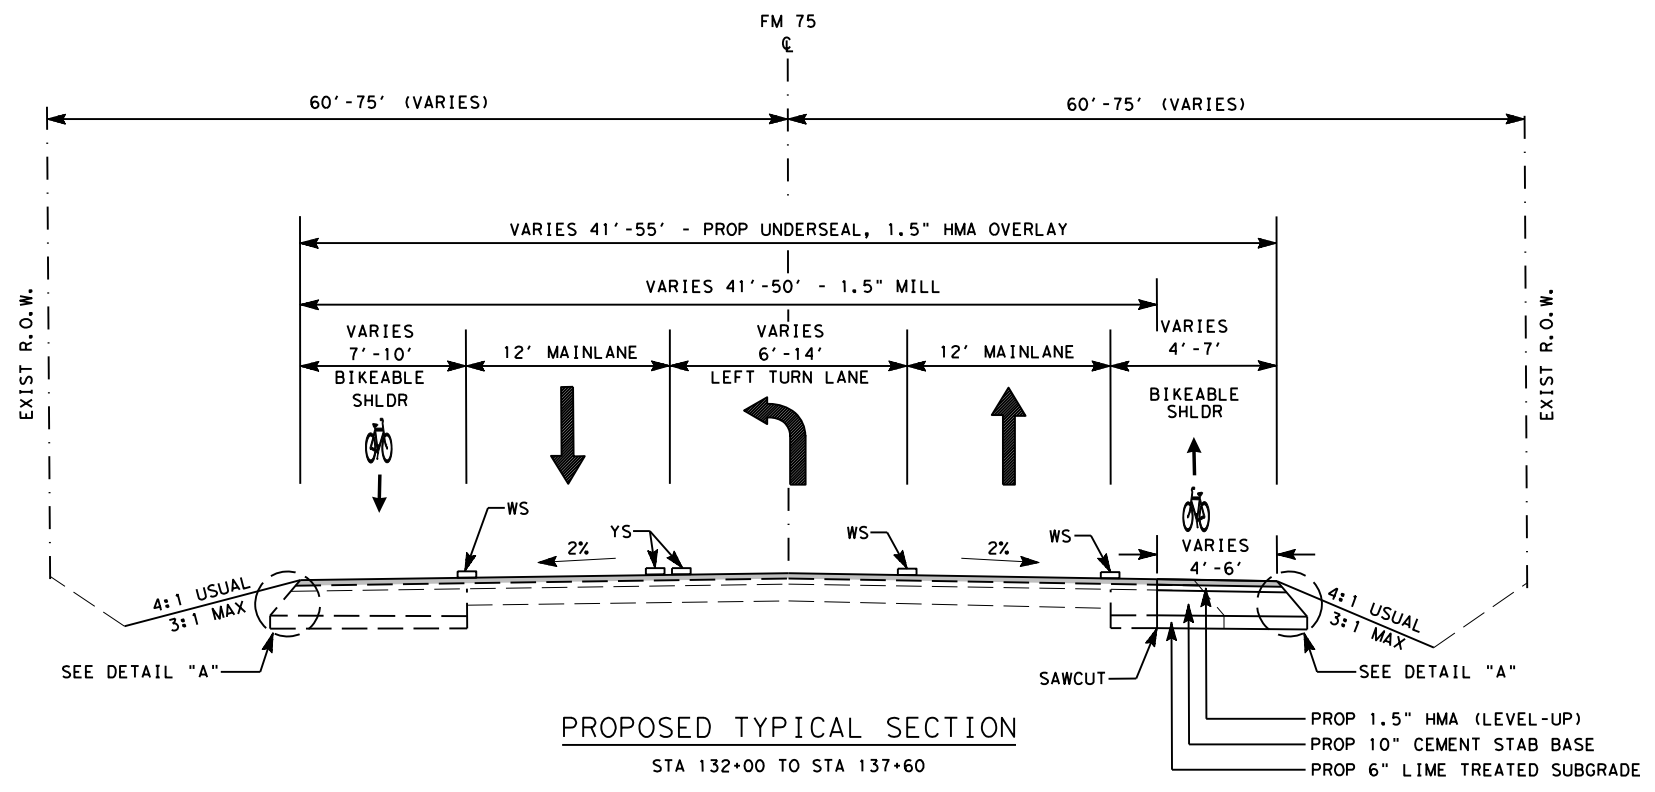 FM 75
℄
60'-75' (VARIES)
60'-75' (VARIES)
VARIES 41'-55' - PROP UNDERSEAL, 1.5" HMA OVERLAY
VARIES 41'-50' - 1.5" MILL
EXIST R.O.W.
EXIST R.O.W.
VARIES
7'-10'
BIKEABLE
SHLDR
12' MAINLANE
VARIES
6'-14'
LEFT TURN LANE
12' MAINLANE
VARIES
4'-7'
BIKEABLE
SHLDR
WS
YS
WS
WS
2%
2%
VARIES
4'-6'
4:1 USUAL
3:1 MAX
4:1 USUAL
3:1 MAX
SEE DETAIL "A"
SAWCUT
SEE DETAIL "A"
PROP 1.5" HMA (LEVEL-UP)
PROP 10" CEMENT STAB BASE
PROP 6" LIME TREATED SUBGRADE
PROPOSED TYPICAL SECTION
STA 132+00 TO STA 137+60